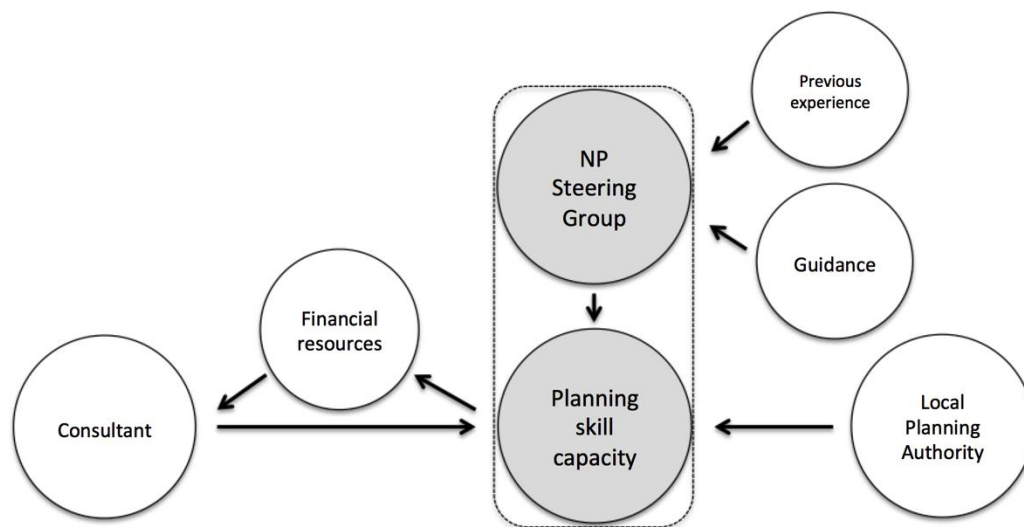 Previous
experience
NP
Steering
Group
Guidance
Financial
resources
Consultant
Planning
skill
capacity
Local
Planning
Authority